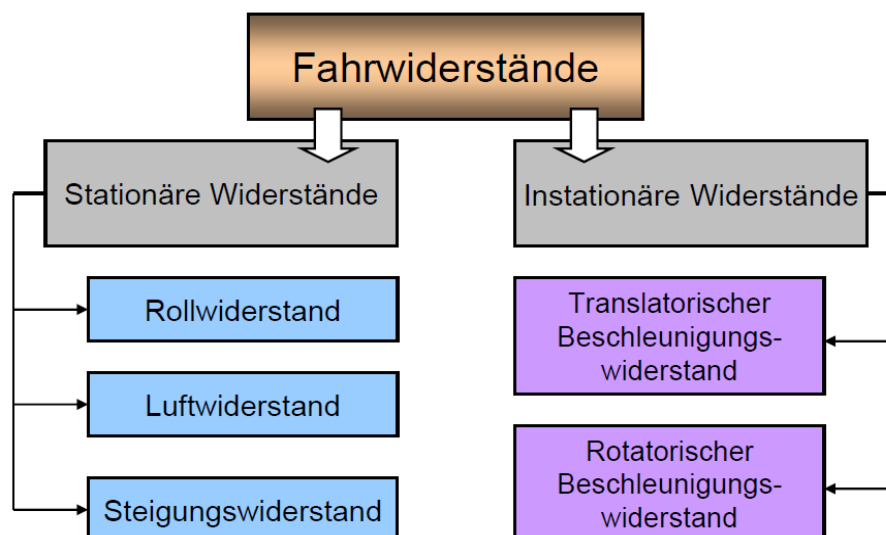 Fahrwiderstände
Stationäre Widerstände
Instationäre Widerstände
Rollwiderstand
Luftwiderstand
Steigungswiderstand
Translatorischer
Beschleunigungs-
widerstand
Rotatorischer
Beschleunigungs-
widerstand